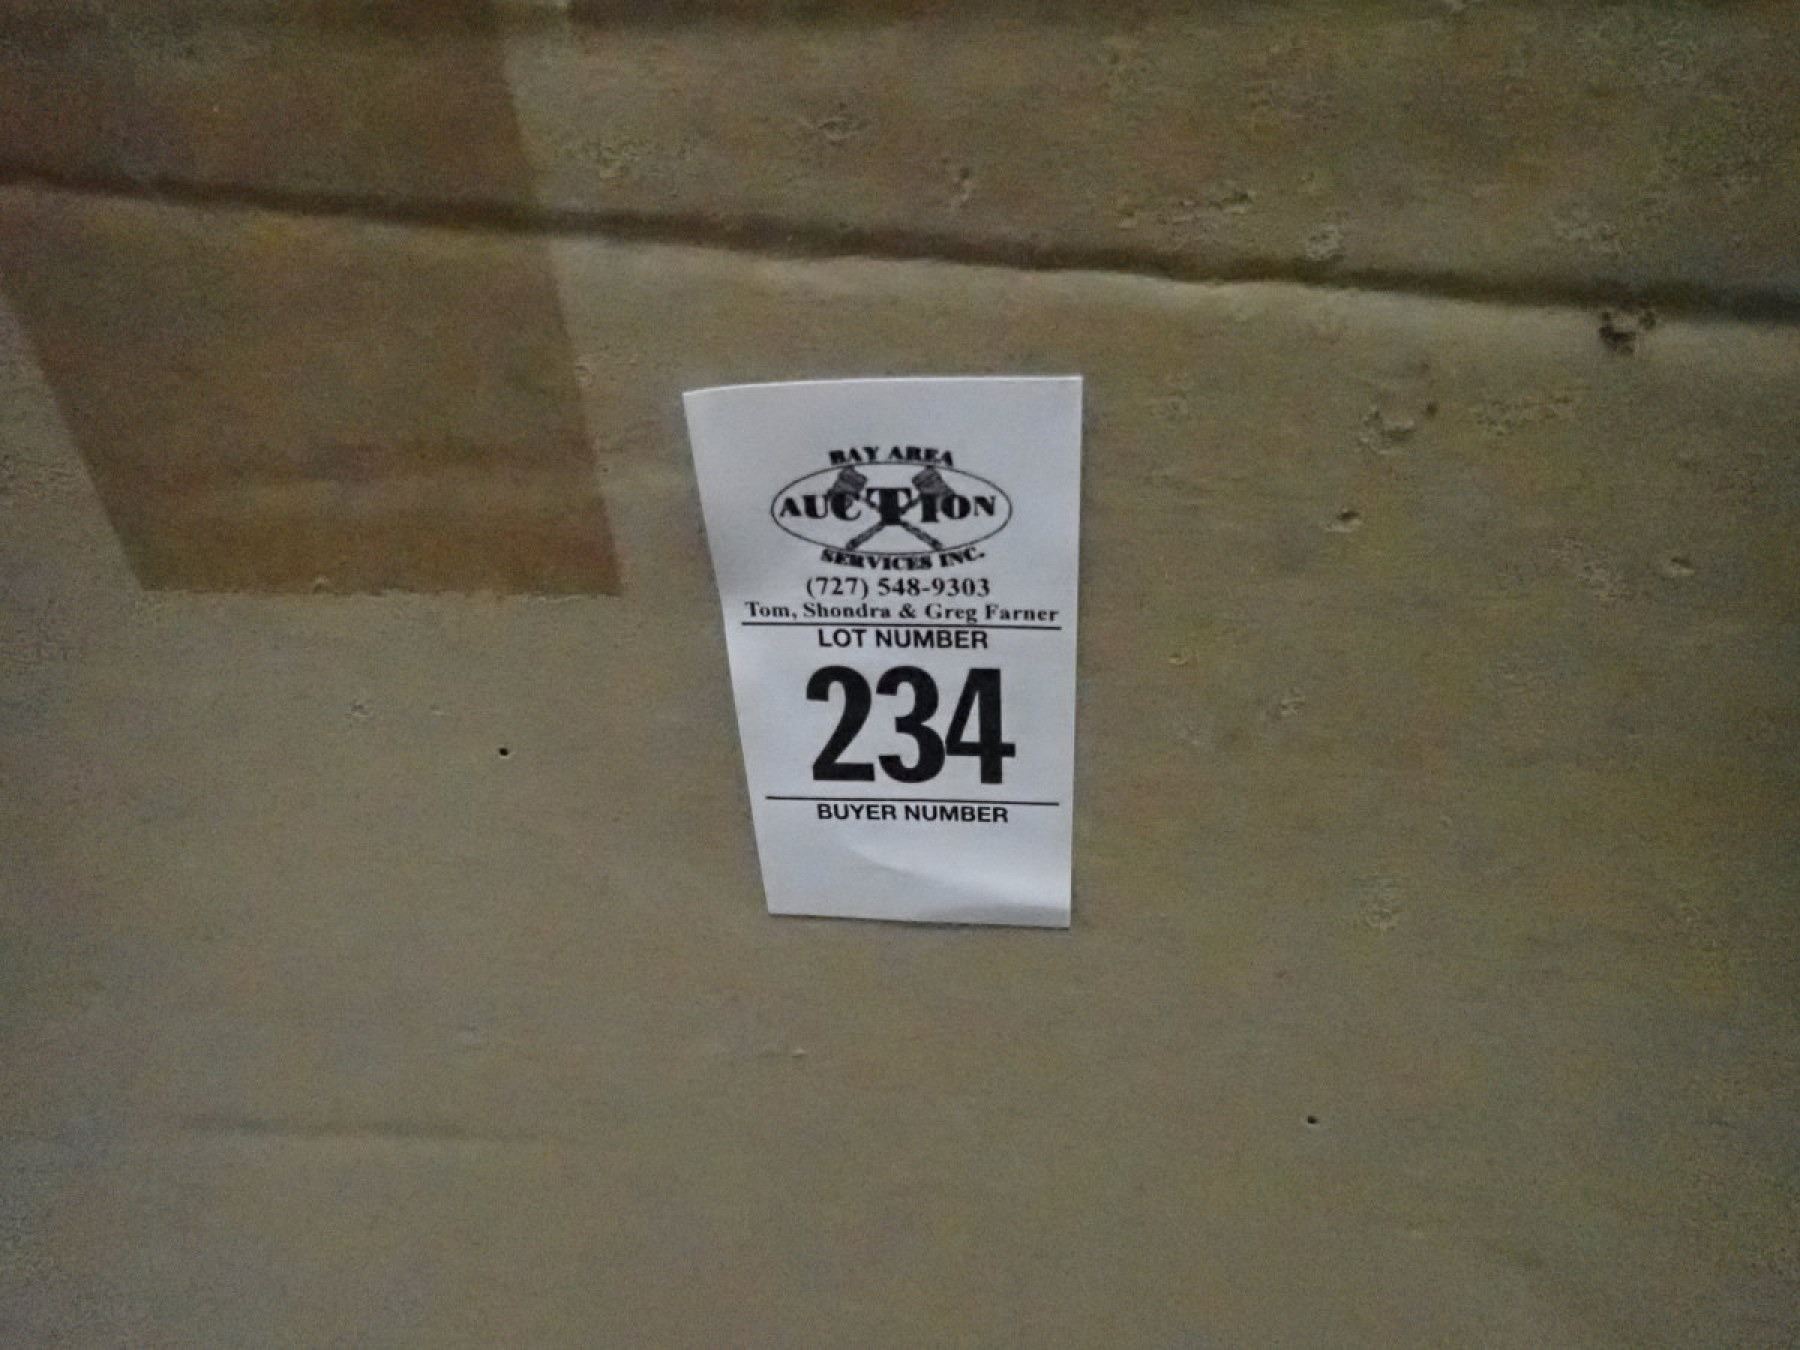 BAY AREA
AUCTION
SERVICES INC.
(727) 548-9303
Tom, Shondra & Greg Farner
LOT NUMBER
234
BUYER NUMBER